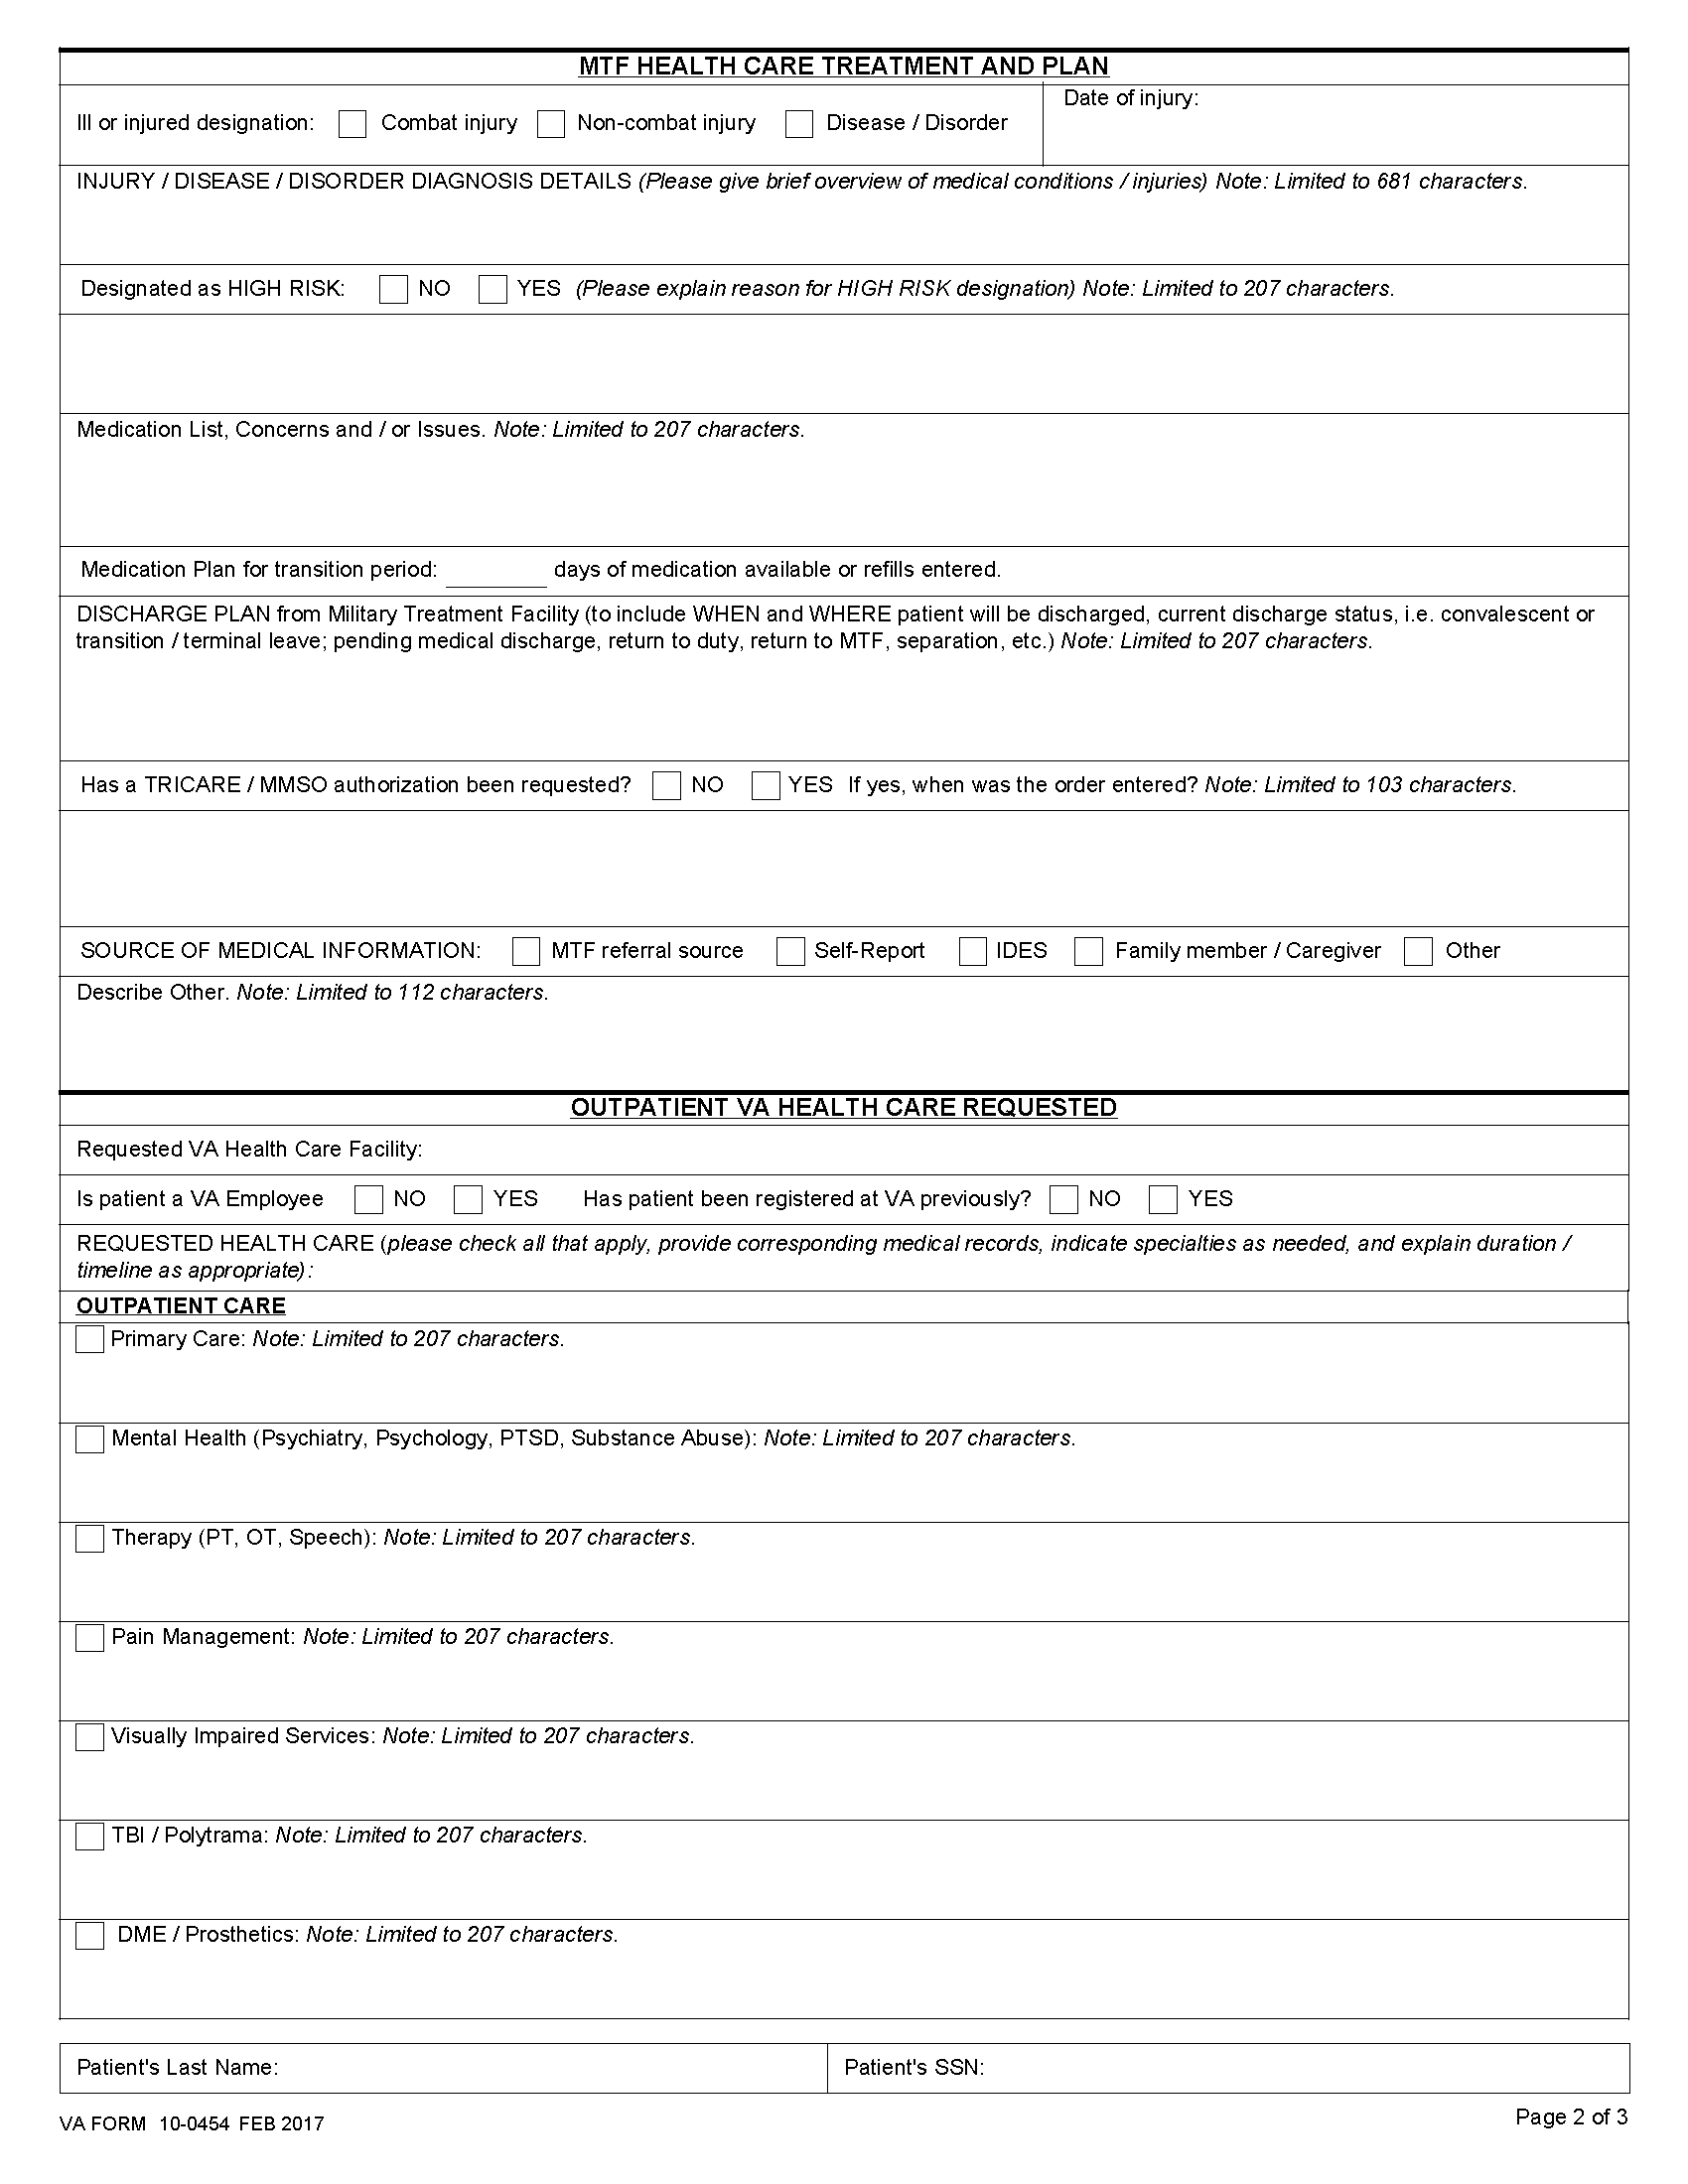 MTF HEALTH CARE TREATMENT AND PLAN
Ill or injured designation: Combat injury Non-combat injury Disease / Disorder
Date of injury:
INJURY / DISEASE / DISORDER DIAGNOSIS DETAILS (Please give brief overview of medical conditions / injuries) Note: Limited to 681 characters.
Designated as HIGH RISK: NO YES (Please explain reason for HIGH RISK designation) Note: Limited to 207 characters.
Medication List, Concerns and / or Issues. Note: Limited to 207 characters.
Medication Plan for transition period: ________ days of medication available or refills entered.
DISCHARGE PLAN from Military Treatment Facility (to include WHEN and WHERE patient will be discharged, current discharge status, i.e. convalescent or
transition / terminal leave; pending medical discharge, return to duty, return to MTF, separation, etc.) Note: Limited to 207 characters.
Has a TRICARE / MMSO authorization been requested? NO YES If yes, when was the order entered? Note: Limited to 103 characters.
SOURCE OF MEDICAL INFORMATION: MTF referral source Self-Report IDES Family member / Caregiver Other
Describe Other. Note: Limited to 112 characters.
OUTPATIENT VA HEALTH CARE REQUESTED
Requested VA Health Care Facility:
Is patient a VA Employee NO YES Has patient been registered at VA previously? NO YES
REQUESTED HEALTH CARE (please check all that apply, provide corresponding medical records, indicate specialties as needed, and explain duration /
timeline as appropriate):
OUTPATIENT CARE
Primary Care: Note: Limited to 207 characters.
Mental Health (Psychiatry, Psychology, PTSD, Substance Abuse): Note: Limited to 207 characters.
Therapy (PT, OT, Speech): Note: Limited to 207 characters.
Pain Management: Note: Limited to 207 characters.
Visually Impaired Services: Note: Limited to 207 characters.
TBI / Polytrama: Note: Limited to 207 characters.
DME / Prosthetics: Note: Limited to 207 characters.
Patient's Last Name:
Patient's SSN:
VA FORM 10-0454 FEB 2017
Page 2 of 3